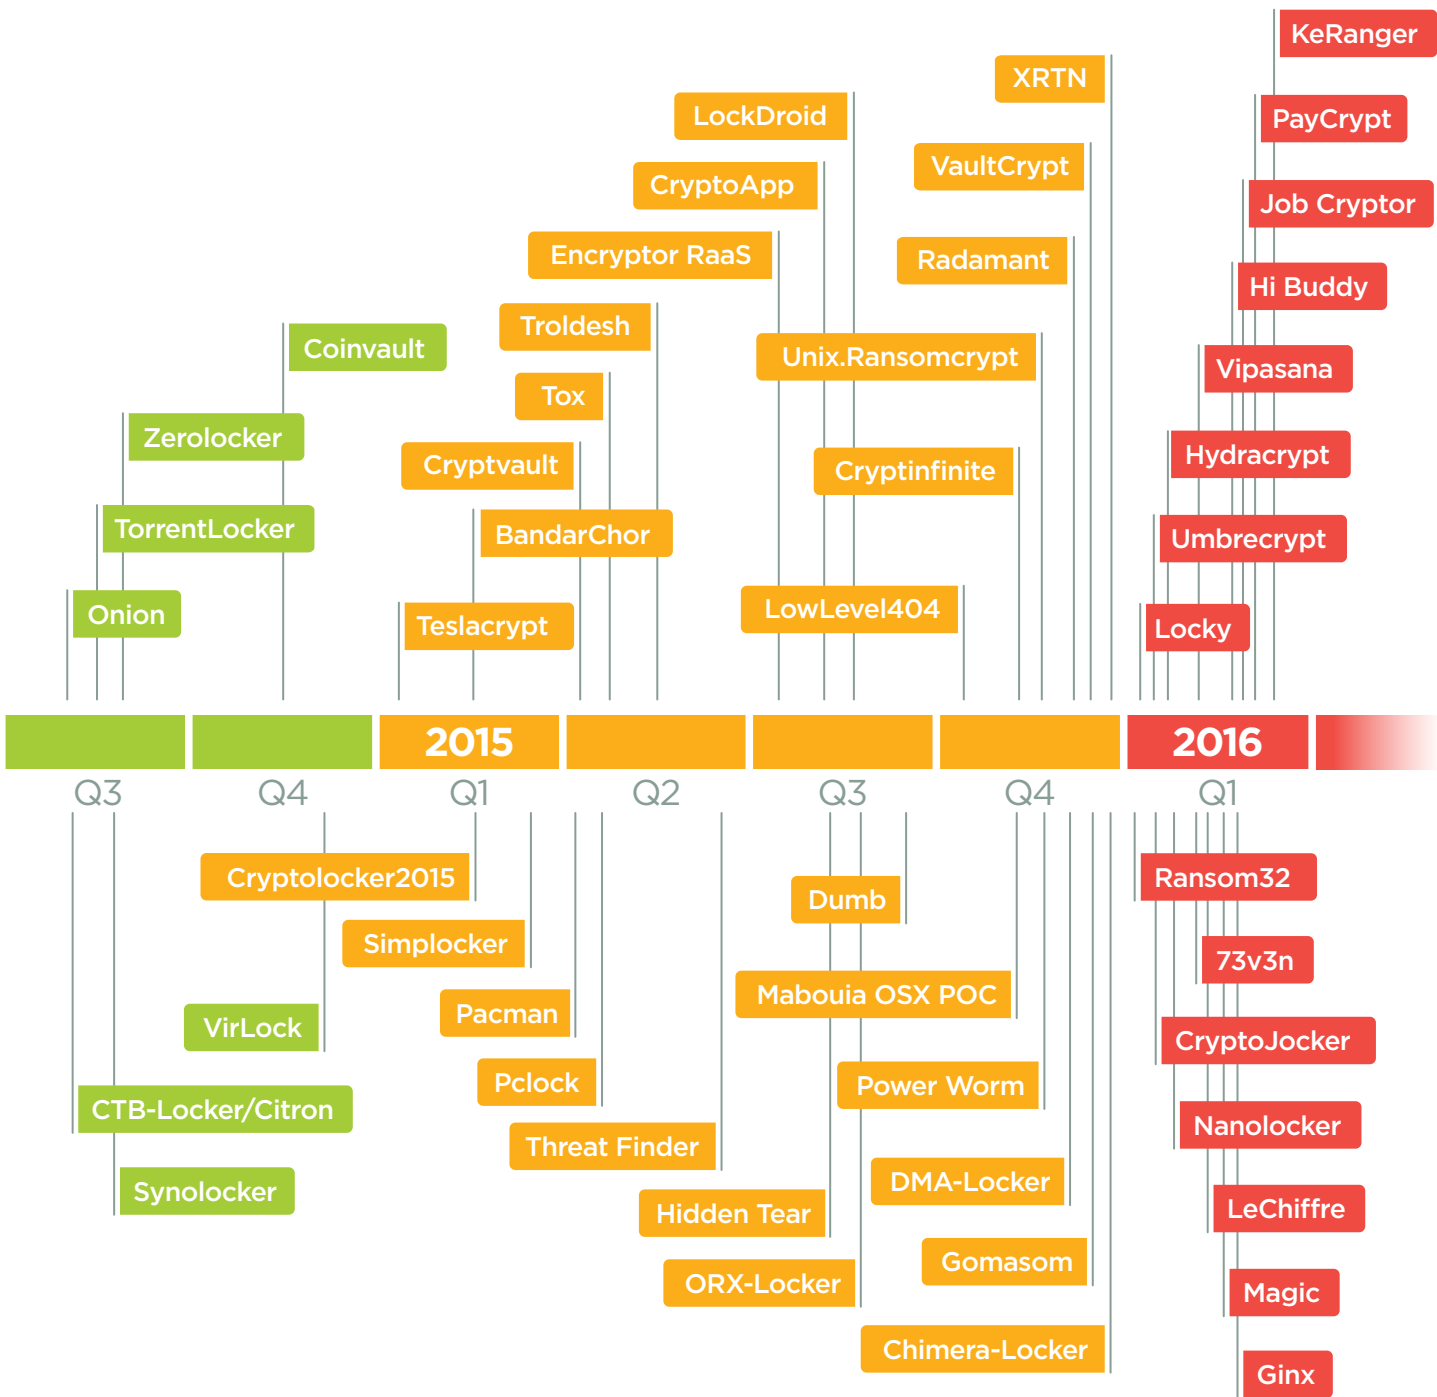 KeRanger
XRTN
LockDroid
PayCrypt
VaultCrypt
CryptoApp
Job Cryptor
Encryptor RaaS
Radamant
Hi Buddy
Troldesh
Coinvault
Unix.Ransomcrypt
Vipasana
Tox
Zerolocker
Cryptvault
Cryptinfinite
Hydracrypt
TorrentLocker
BandarChor
Umbrecrypt
Onion
Teslacrypt
LowLevel404
Locky
2015
2016
Q3
Q4
Q1
Q2
Q3
Q4
Q1
Cryptolocker2015
Dumb
Ransom32
Simplocker
73v3n
Pacman
Mabouia OSX POC
VirLock
CryptoJocker
Pclock
Power Worm
CTB-Locker/Citron
Nanolocker
Threat Finder
Synolocker
DMA-Locker
Hidden Tear
LeChiffre
Gomasom
ORX-Locker
Magic
Chimera-Locker
Ginx